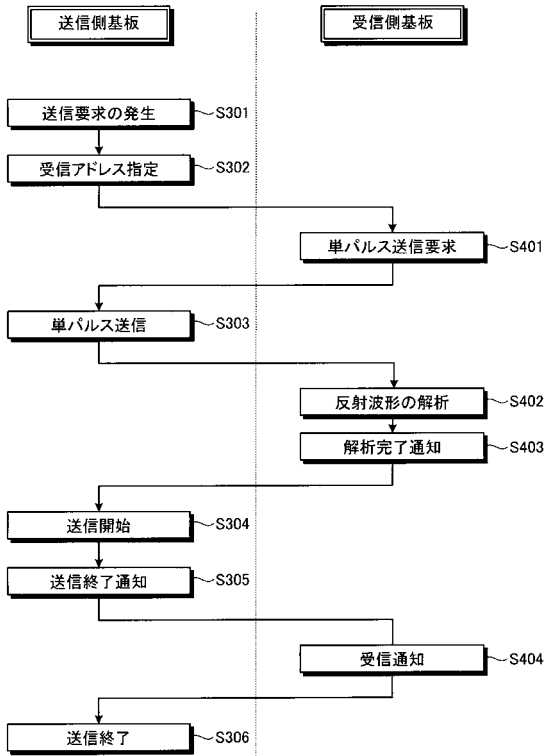 送信側基板
受信側基板
送信要求の発生
S301
受信アドレス指定
S302
単パルス送信要求
S401
単パルス送信
S303
反射波形の解析
S402
解析完了通知
S403
送信開始
S304
送信終了通知
S305
受信通知
S404
送信終了
S306